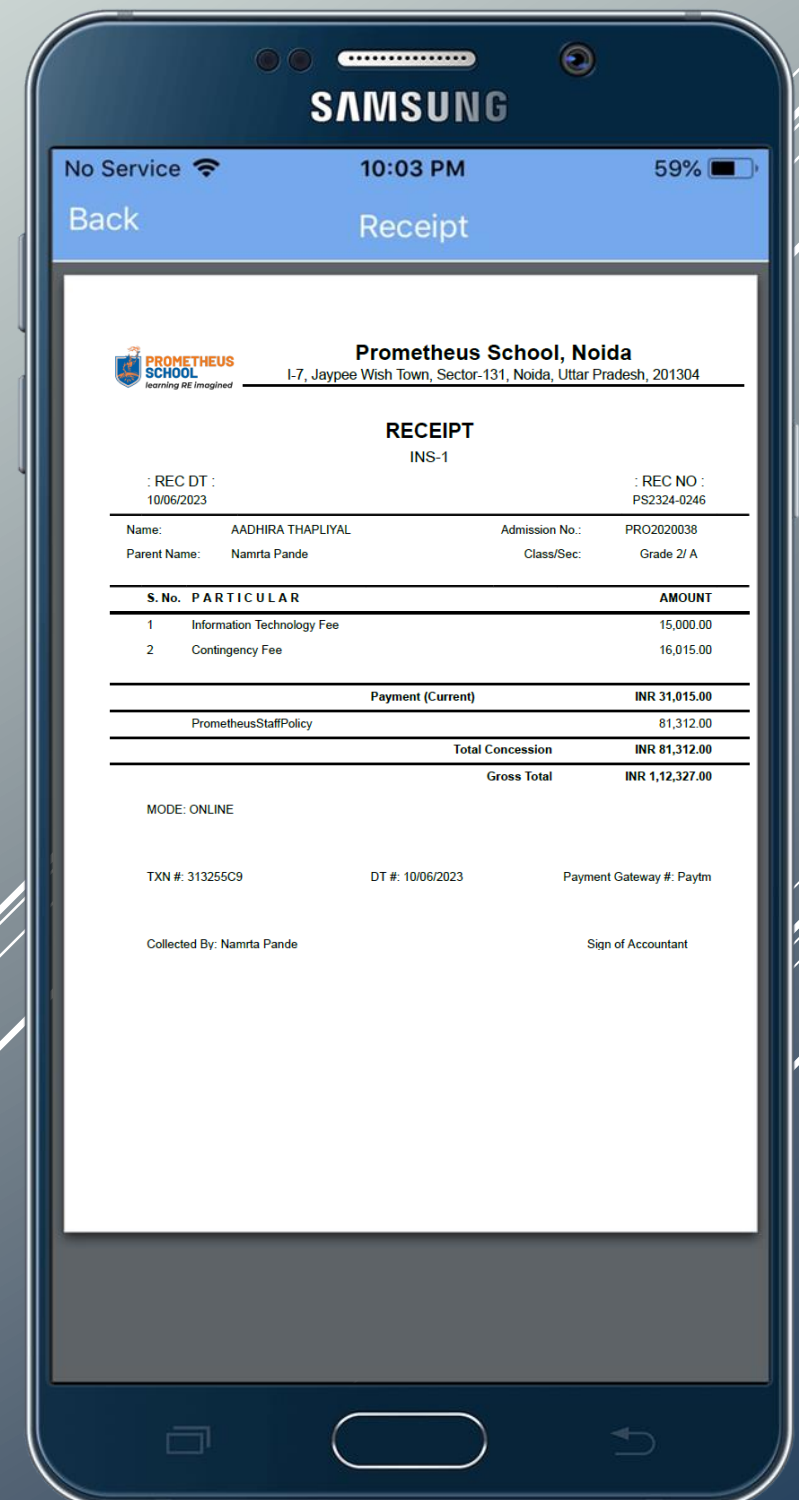 SAMSUNG
No Service 10:03 PM 59%
Back Receipt
PROMETHEUS
SCHOOL
learning RE imagined
Prometheus School, Noida
I-7, Jaypee Wish Town, Sector-131, Noida, Uttar Pradesh, 201304
RECEIPT
INS-1
: REC DT : : REC NO :
10/06/2023 PS2324-0246
Name: AADHIRA THAPLIYAL Admission No.: PRO2020038
Parent Name: Namrta Pande Class/Sec: Grade 2/ A
S. No. PARTICULAR AMOUNT
1 Information Technology Fee 15,000.00
2 Contingency Fee 16,015.00
Payment (Current) INR 31,015.00
PrometheusStaffPolicy 81,312.00
Total Concession INR 81,312.00
Gross Total INR 1,12,327.00
MODE: ONLINE
TXN #: 313255C9 DT #: 10/06/2023 Payment Gateway #: Paytm
Collected By: Namrta Pande Sign of Accountant